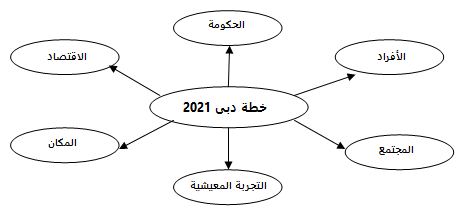 الحكومة
الأفراد
الاقتصاد
خطة دبى 2021
المجتمع
المكان
التجربة المعيشية